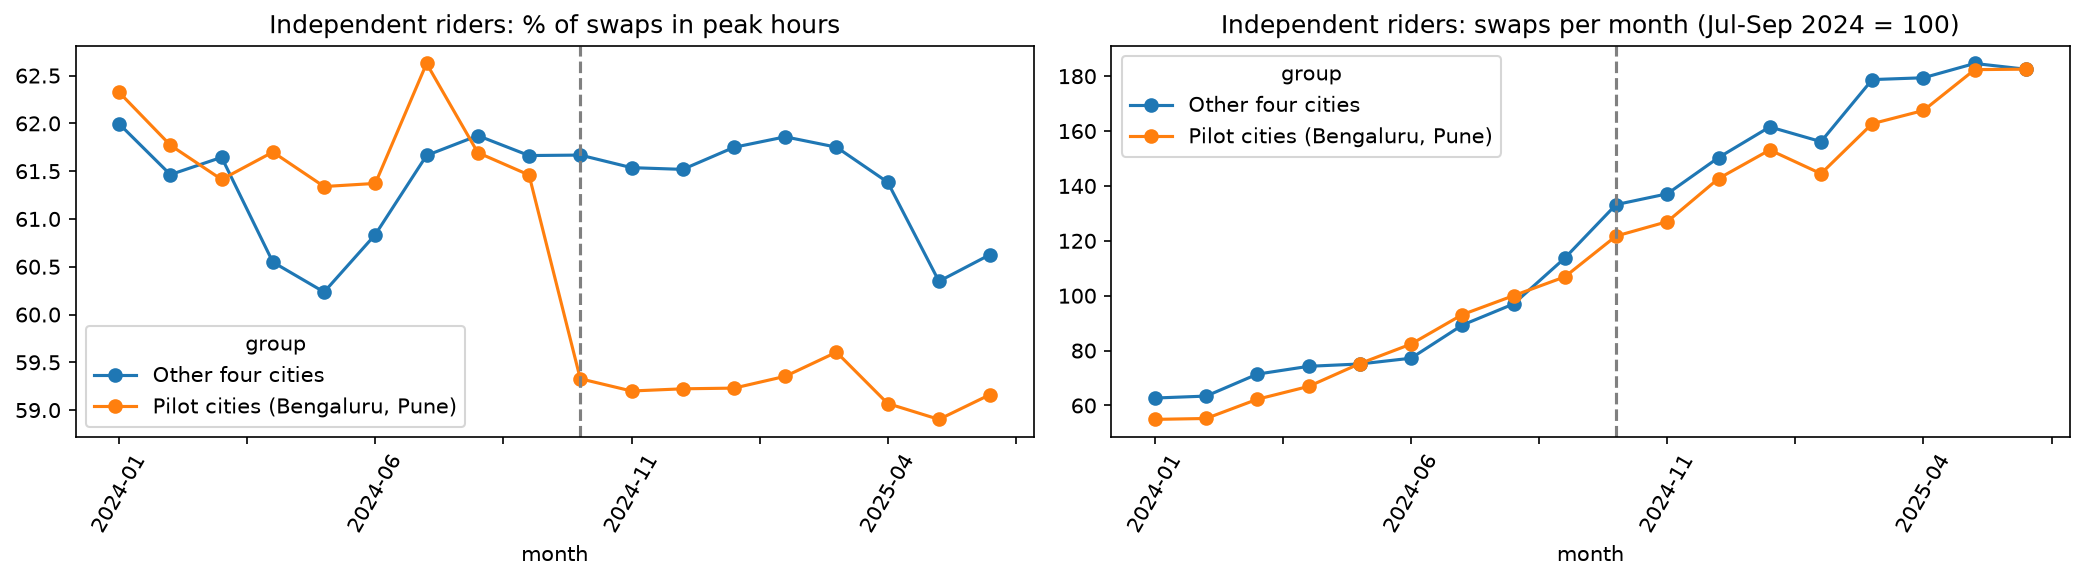 Independent riders: % of swaps in peak hours
62.5
62.0
61.5
61.0
60.5
60.0
59.5
59.0
group
Other four cities
Pilot cities (Bengaluru, Pune)
2024-01
2024-06
2024-11
2025-04
month
Independent riders: swaps per month (Jul-Sep 2024 = 100)
180
160
140
120
100
80
60
group
Other four cities
Pilot cities (Bengaluru, Pune)
2024-01
2024-06
2024-11
2025-04
month